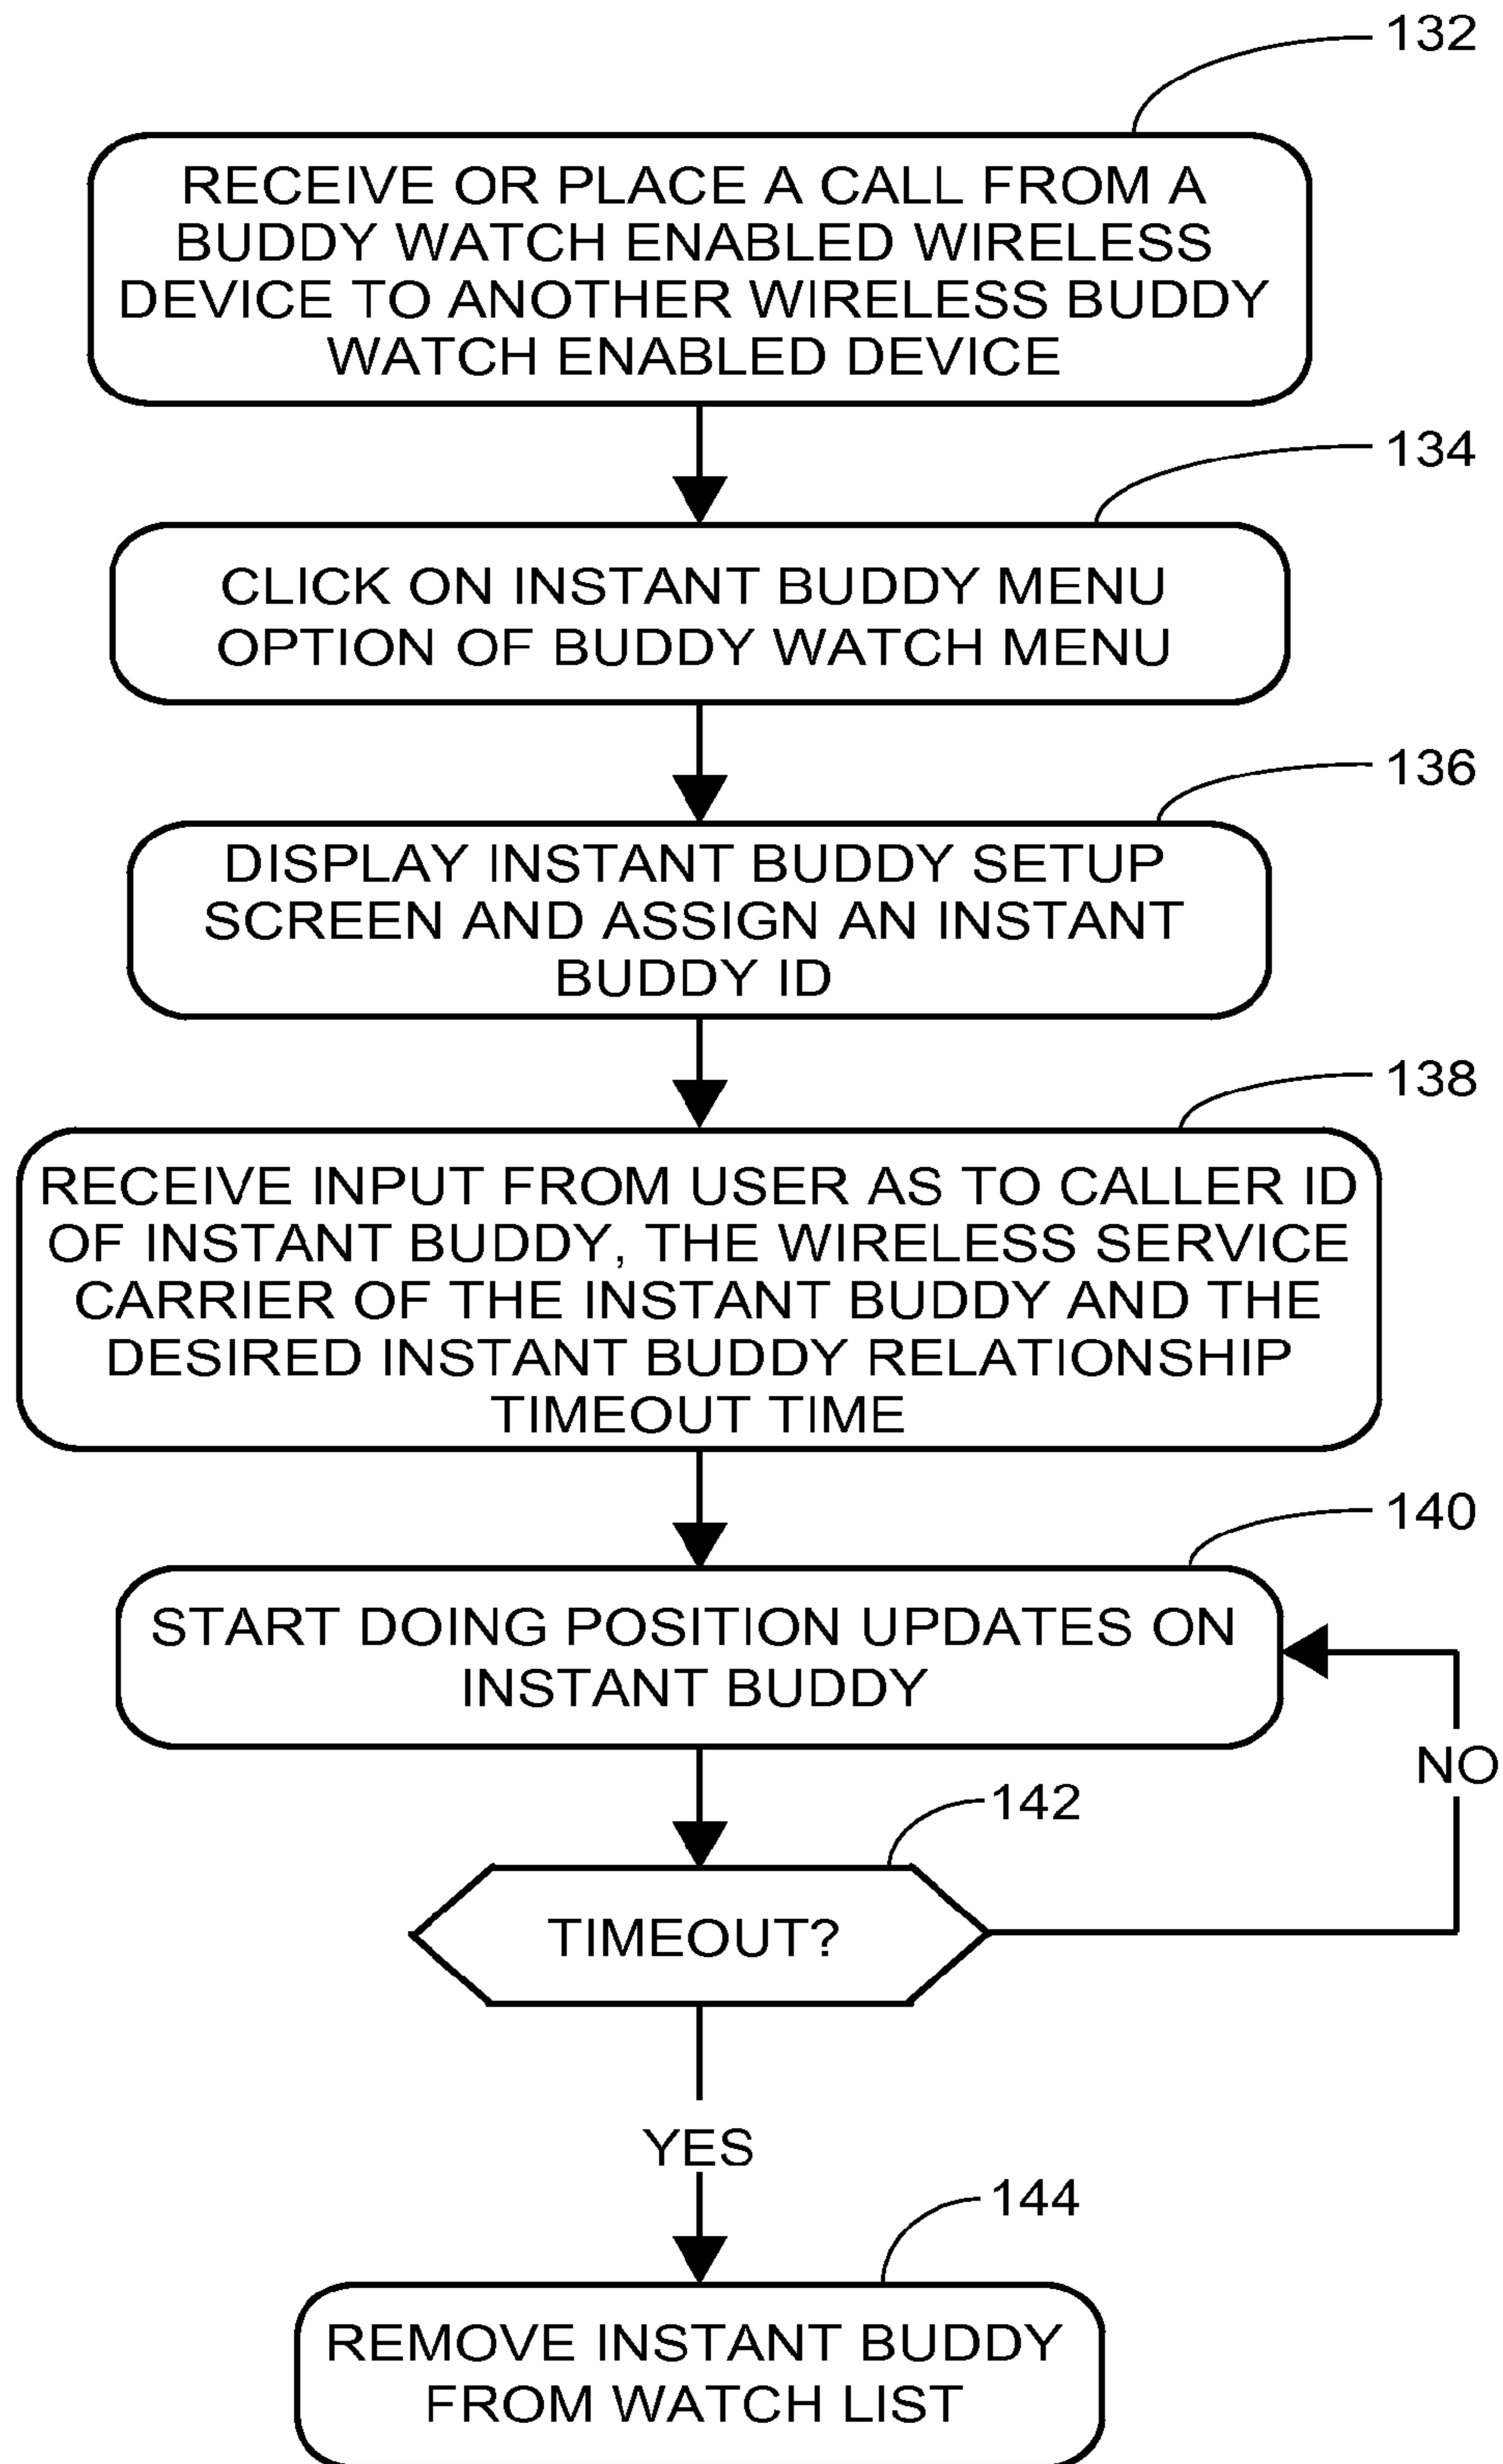 132
RECEIVE OR PLACE A CALL FROM A
BUDDY WATCH ENABLED WIRELESS
DEVICE TO ANOTHER WIRELESS BUDDY
WATCH ENABLED DEVICE
134
CLICK ON INSTANT BUDDY MENU
OPTION OF BUDDY WATCH MENU
136
DISPLAY INSTANT BUDDY SETUP
SCREEN AND ASSIGN AN INSTANT
BUDDY ID
138
RECEIVE INPUT FROM USER AS TO CALLER ID
OF INSTANT BUDDY, THE WIRELESS SERVICE
CARRIER OF THE INSTANT BUDDY AND THE
DESIRED INSTANT BUDDY RELATIONSHIP
TIMEOUT TIME
140
START DOING POSITION UPDATES ON
INSTANT BUDDY
NO
142
TIMEOUT?
YES
144
REMOVE INSTANT BUDDY
FROM WATCH LIST